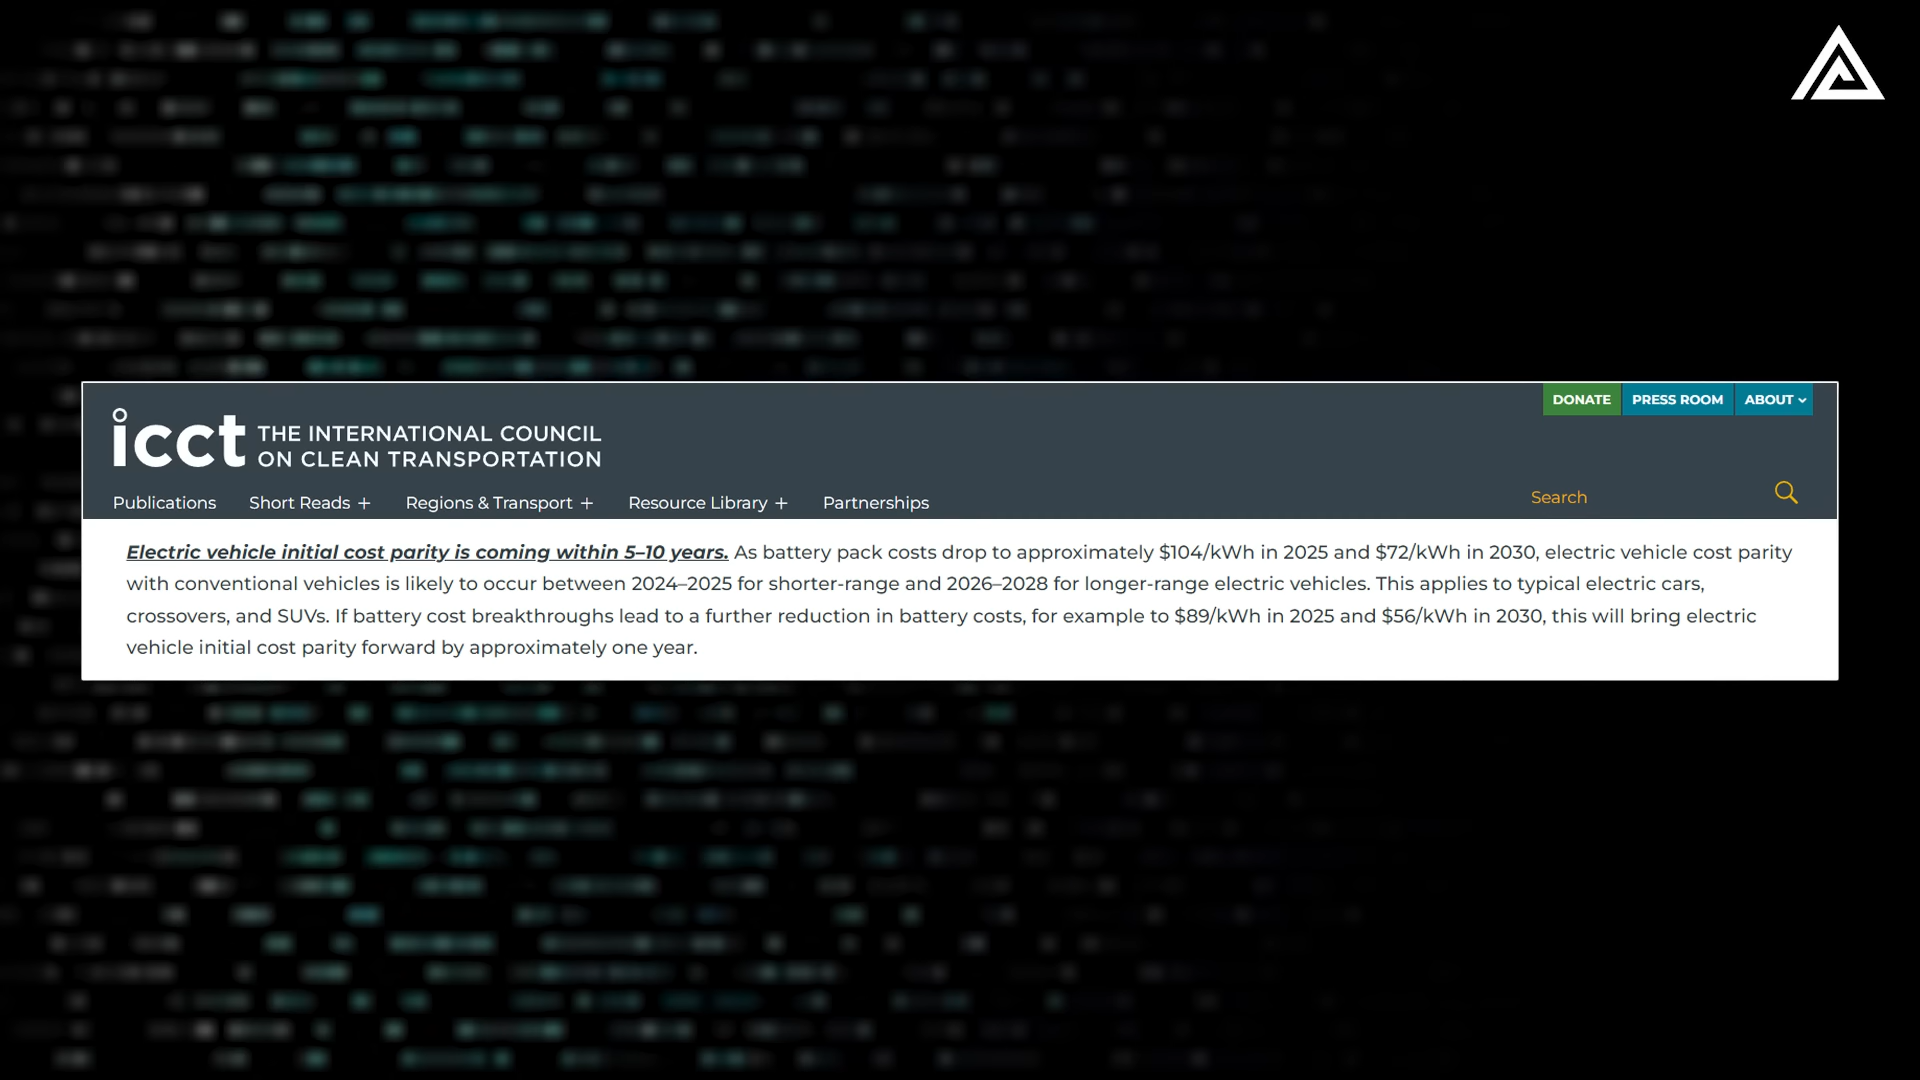 DONATE
PRESS ROOM
ABOUT
icct THE INTERNATIONAL COUNCIL
ON CLEAN TRANSPORTATION
Publications
Short Reads +
Regions & Transport +
Resource Library +
Partnerships
Search
Electric vehicle initial cost parity is coming within 5–10 years. As battery pack costs drop to approximately $104/kWh in 2025 and $72/kWh in 2030, electric vehicle cost parity
with conventional vehicles is likely to occur between 2024–2025 for shorter-range and 2026–2028 for longer-range electric vehicles. This applies to typical electric cars,
crossovers, and SUVs. If battery cost breakthroughs lead to a further reduction in battery costs, for example to $89/kWh in 2025 and $56/kWh in 2030, this will bring electric
vehicle initial cost parity forward by approximately one year.